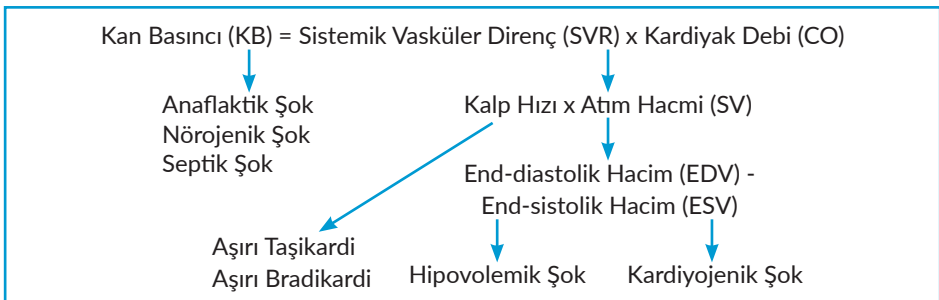 Kan Basıncı (KB) = Sistemik Vasküler Direnç (SVR) x Kardiyak Debi (CO)
Anaflaktik Şok
Nörojenik Şok
Septik Şok
Kalp Hızı x Atım Hacmi (SV)
End-diastolik Hacim (EDV) -
End-sistolik Hacim (ESV)
Aşırı Taşikardi
Aşırı Bradikardi
Hipovolemik Şok
Kardiyojenik Şok